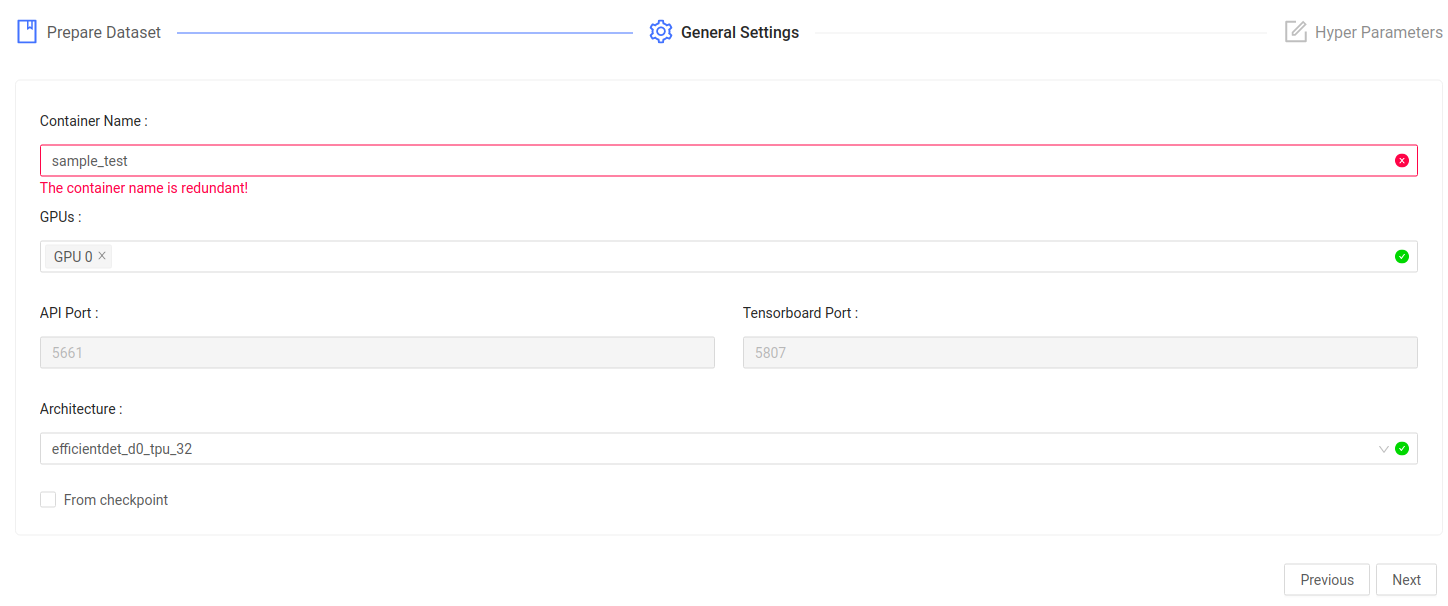 Prepare Dataset
General Settings
Hyper Parameters
Container Name :
sample_test
The container name is redundant!
GPUs :
GPU 0
API Port :
Tensorboard Port :
5661
5807
Architecture :
efficientdet_d0_tpu_32
From checkpoint
Previous
Next